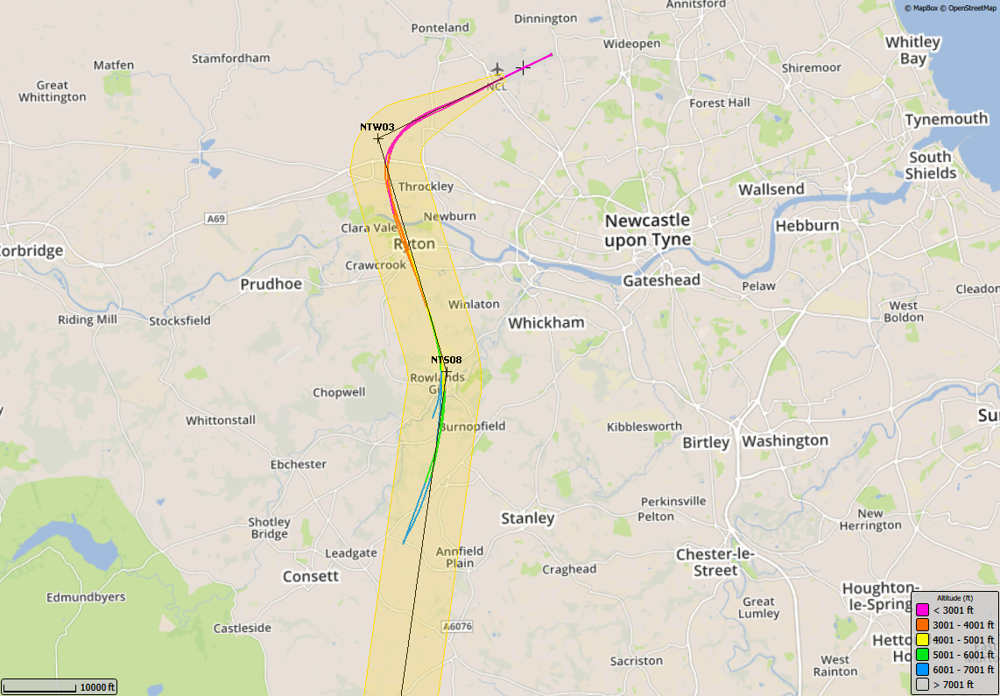 Annitsford
© MapBox © OpenStreetMap
Dinnington
Ponteland
Wideopen
Whitley
Bay
Stamfordham
Matfen
Shiremoor
Great
Whittington
NCL
Forest Hall
Tynemouth
NTW03
South
Shields
Throckley
Wallsend
A69
Newburn
Newcastle
upon Tyne
Clara Vale
Hebburn
Ryton
orbridge
Crawcrook
Prudhoe
Gateshead
Pelaw
Cleadon
Winlaton
West
Boldon
Riding Mill
Stocksfield
Whickham
NTS08
Rowlands
Gill
Chopwell
Whittonstall
Burnopfield
Kibblesworth
Birtley
Washington
Su
Ebchester
Perkinsville
Pelton
Stanley
New
Herrington
Shotley
Bridge
Leadgate
Annfield
Plain
Chester-le-
Street
Craghead
Consett
Houghton-
le-Spring
Edmundbyers
Great
Lumley
Castleside
A6076
Hetto
Ho
Sacriston
West
Rainton
Altitude (ft)
< 3001 ft
3001 - 4001 ft
4001 - 5001 ft
5001 - 6001 ft
6001 - 7001 ft
> 7001 ft
10000 ft